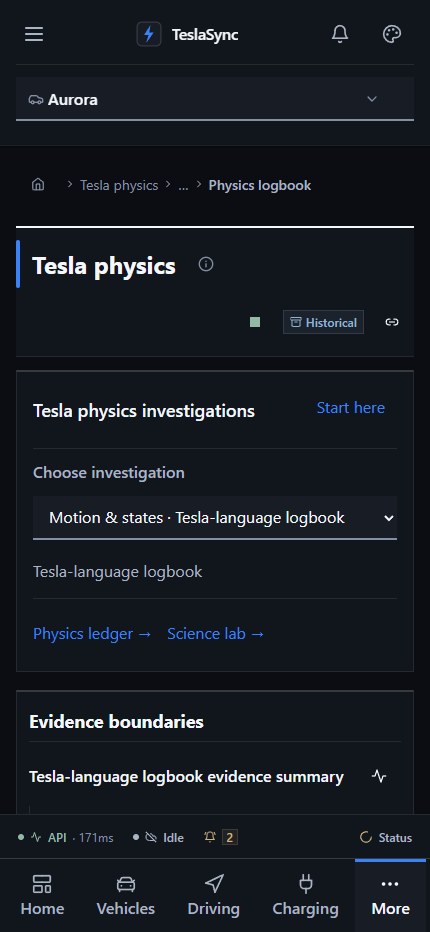 TeslaSync
Aurora
Tesla physics
...
Physics logbook
Tesla physics
Historical
Tesla physics investigations
Start here
Choose investigation
Motion & states · Tesla-language logbook
Tesla-language logbook
Physics ledger →
Science lab →
Evidence boundaries
Tesla-language logbook evidence summary
API · 171ms
Idle
2
Status
Home
Vehicles
Driving
Charging
More